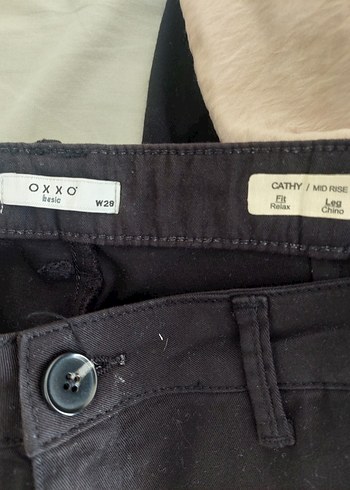 OXXO
basic
W28
CATHY / MID RISE
Fit Leg
Relax Chino